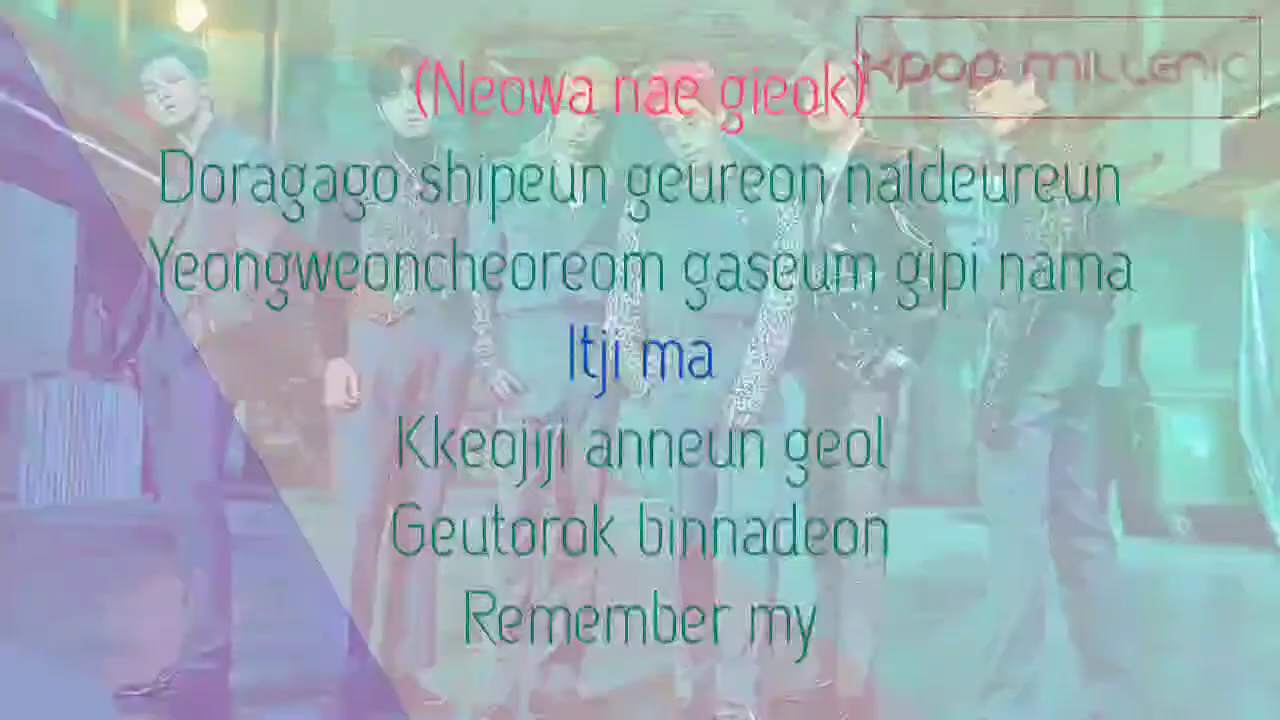 Kpop Millenic
(Neowa nae gieok)
Doragago shipeun geureon naldeureun
Yeongweoncheoreom gaseum gipi nama
Itji ma
Kkeojiji anneun geol
Geutorok binnadeon
Remember my